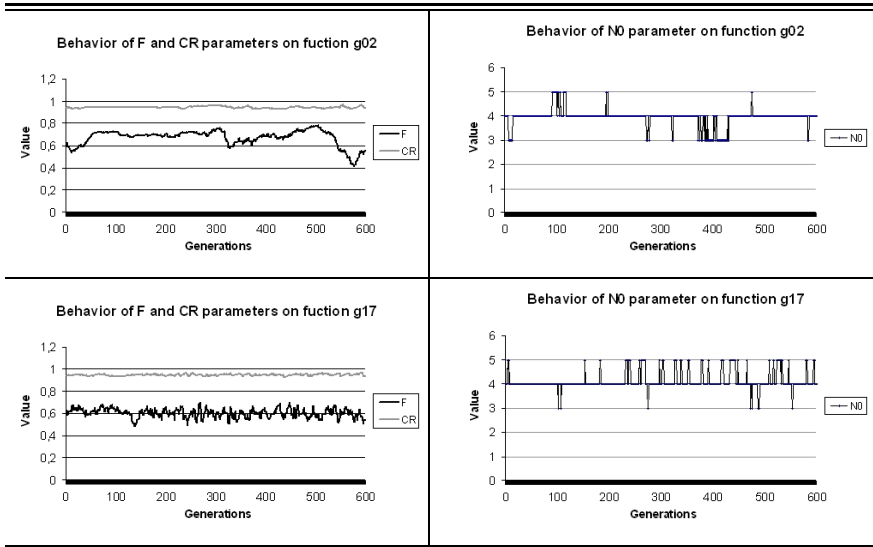 Behavior of F and CR parameters on fuction g02
1,2
1
0,8
0,6
0,4
0,2
0
Value
0 100 200 300 400 500 600
Generations
F
CR
Behavior of N0 parameter on function g02
6
5
4
3
2
1
0
Value
0 100 200 300 400 500 600
Generations
N0
Behavior of F and CR parameters on fuction g17
1,2
1
0,8
0,6
0,4
0,2
0
Value
0 100 200 300 400 500 600
Generations
F
CR
Behavior of N0 parameter on function g17
6
5
4
3
2
1
0
Value
0 100 200 300 400 500 600
Generations
N0